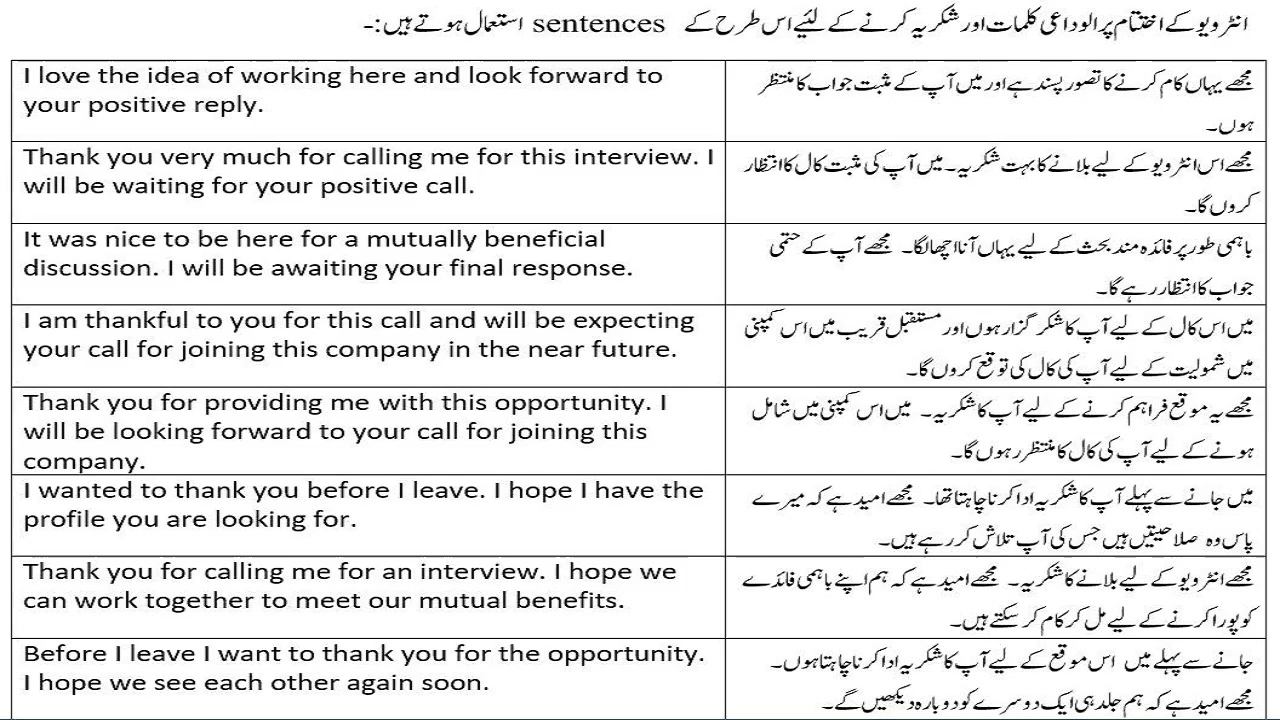 انٹرویو کے اختتام پر الوداعی کلمات اور شکریہ کرنے کے لئیے اس طرح کے sentences استعمال ہوتے ہیں:-
I love the idea of working here and look forward to
your positive reply.
مجھے یہاں کام کرنے کا تصور پسند ہے اور میں آپ کے مثبت جواب کا منتظر
ہوں۔
Thank you very much for calling me for this interview. I
will be waiting for your positive call.
مجھے اس انٹرویو کے لیے بلانے کا بہت شکریہ۔ میں آپ کی مثبت کال کا انتظار
کروں گا۔
It was nice to be here for a mutually beneficial
discussion. I will be awaiting your final response.
باہمی طور پر فائدہ مند بحث کے لیے یہاں آنا اچھا لگا۔ مجھے آپ کے حتمی
جواب کا انتظار رہے گا۔
I am thankful to you for this call and will be expecting
your call for joining this company in the near future.
میں اس کال کے لیے آپ کا شکر گزار ہوں اور مستقبل قریب میں اس کمپنی
میں شمولیت کے لیے آپ کی کال کی توقع کروں گا۔
Thank you for providing me with this opportunity. I
will be looking forward to your call for joining this
company.
مجھے یہ موقع فراہم کرنے کے لیے آپ کا شکریہ۔ میں اس کمپنی میں شامل
ہونے کے لیے آپ کی کال کا منتظر رہوں گا۔
I wanted to thank you before I leave. I hope I have the
profile you are looking for.
میں جانے سے پہلے آپ کا شکریہ ادا کرنا چاہتا تھا۔ مجھے امید ہے کہ میرے
پاس وہ صلاحیتیں ہیں جس کی آپ تلاش کر رہے ہیں۔
Thank you for calling me for an interview. I hope we
can work together to meet our mutual benefits.
مجھے انٹرویو کے لیے بلانے کا شکریہ۔ مجھے امید ہے کہ ہم اپنے باہمی فائدے
کو پورا کرنے کے لیے مل کر کام کر سکتے ہیں۔
Before I leave I want to thank you for the opportunity.
I hope we see each other again soon.
جانے سے پہلے میں اس موقع کے لیے آپ کا شکریہ ادا کرنا چاہتا ہوں۔
مجھے امید ہے کہ ہم جلد ہی ایک دوسرے کو دوبارہ دیکھیں گے۔